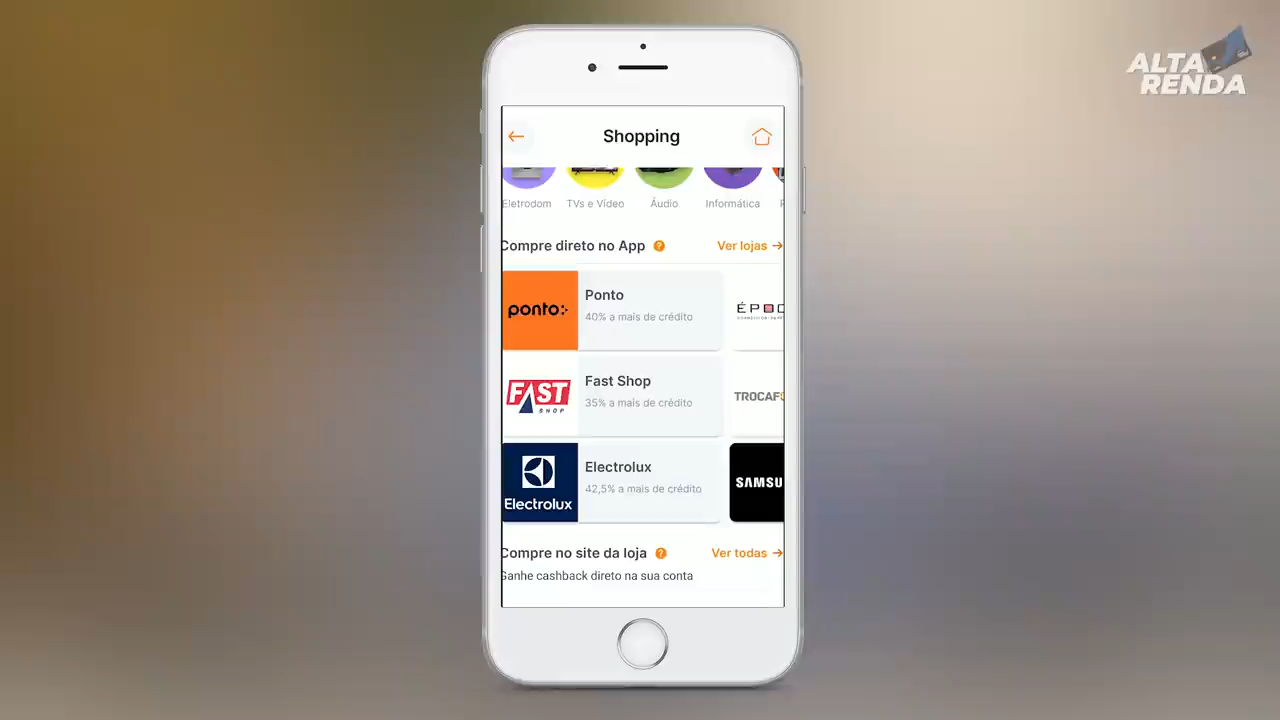 ALTA
RENDA
Shopping
Eletrodom
TVs e Vídeo
Áudio
Informática
Compre direto no App
Ver lojas
ponto:>
Ponto
40% a mais de crédito
ÉPOC
FAST
SHOP
Fast Shop
35% a mais de crédito
TROCAF
Electrolux
Electrolux
42,5% a mais de crédito
SAMSU
Compre no site da loja
Ver todas
Ganhe cashback direto na sua conta